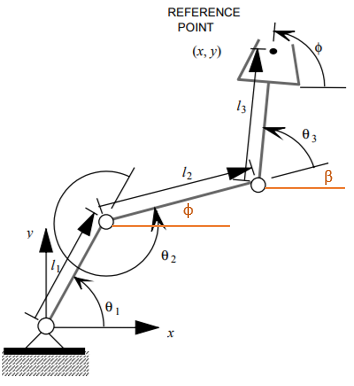 REFERENCE
POINT
(x, y)
ϕ
l3
θ3
l2
β
ϕ
y
θ2
l1
θ1
x